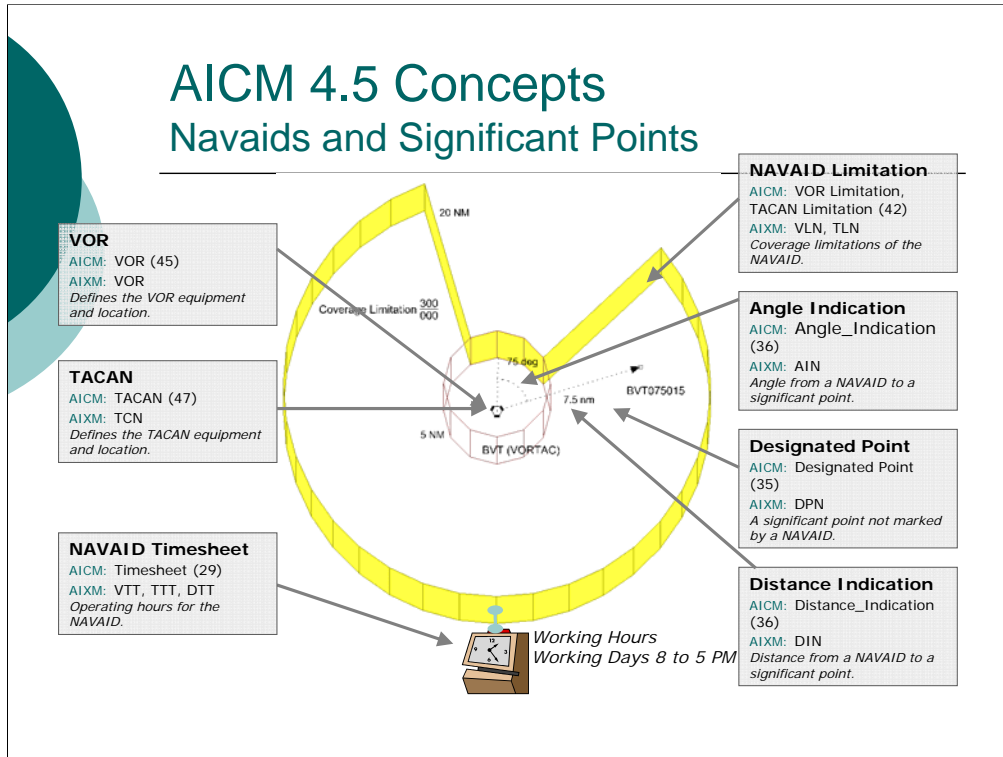 AICM 4.5 Concepts
Navaids and Significant Points
VOR
AICM: VOR (45)
AIXM: VOR
Defines the VOR equipment
and location.
TACAN
AICM: TACAN (47)
AIXM: TCN
Defines the TACAN equipment
and location.
NAVAID Timesheet
AICM: Timesheet (29)
AIXM: VTT, TTT, DTT
Operating hours for the
NAVAID.
20 NM
Coverage Limitation 300
000
75 deg
7.5 nm
BVT075015
5 NM
BVT (VORTAC)
12
3
6
9
Working Hours
Working Days 8 to 5 PM
NAVAID Limitation
AICM: VOR Limitation,
TACAN Limitation (42)
AIXM: VLN, TLN
Coverage limitations of the
NAVAID.
Angle Indication
AICM: Angle_Indication
(36)
AIXM: AIN
Angle from a NAVAID to a
significant point.
Designated Point
AICM: Designated Point
(35)
AIXM: DPN
A significant point not marked
by a NAVAID.
Distance Indication
AICM: Distance_Indication
(36)
AIXM: DIN
Distance from a NAVAID to a
significant point.